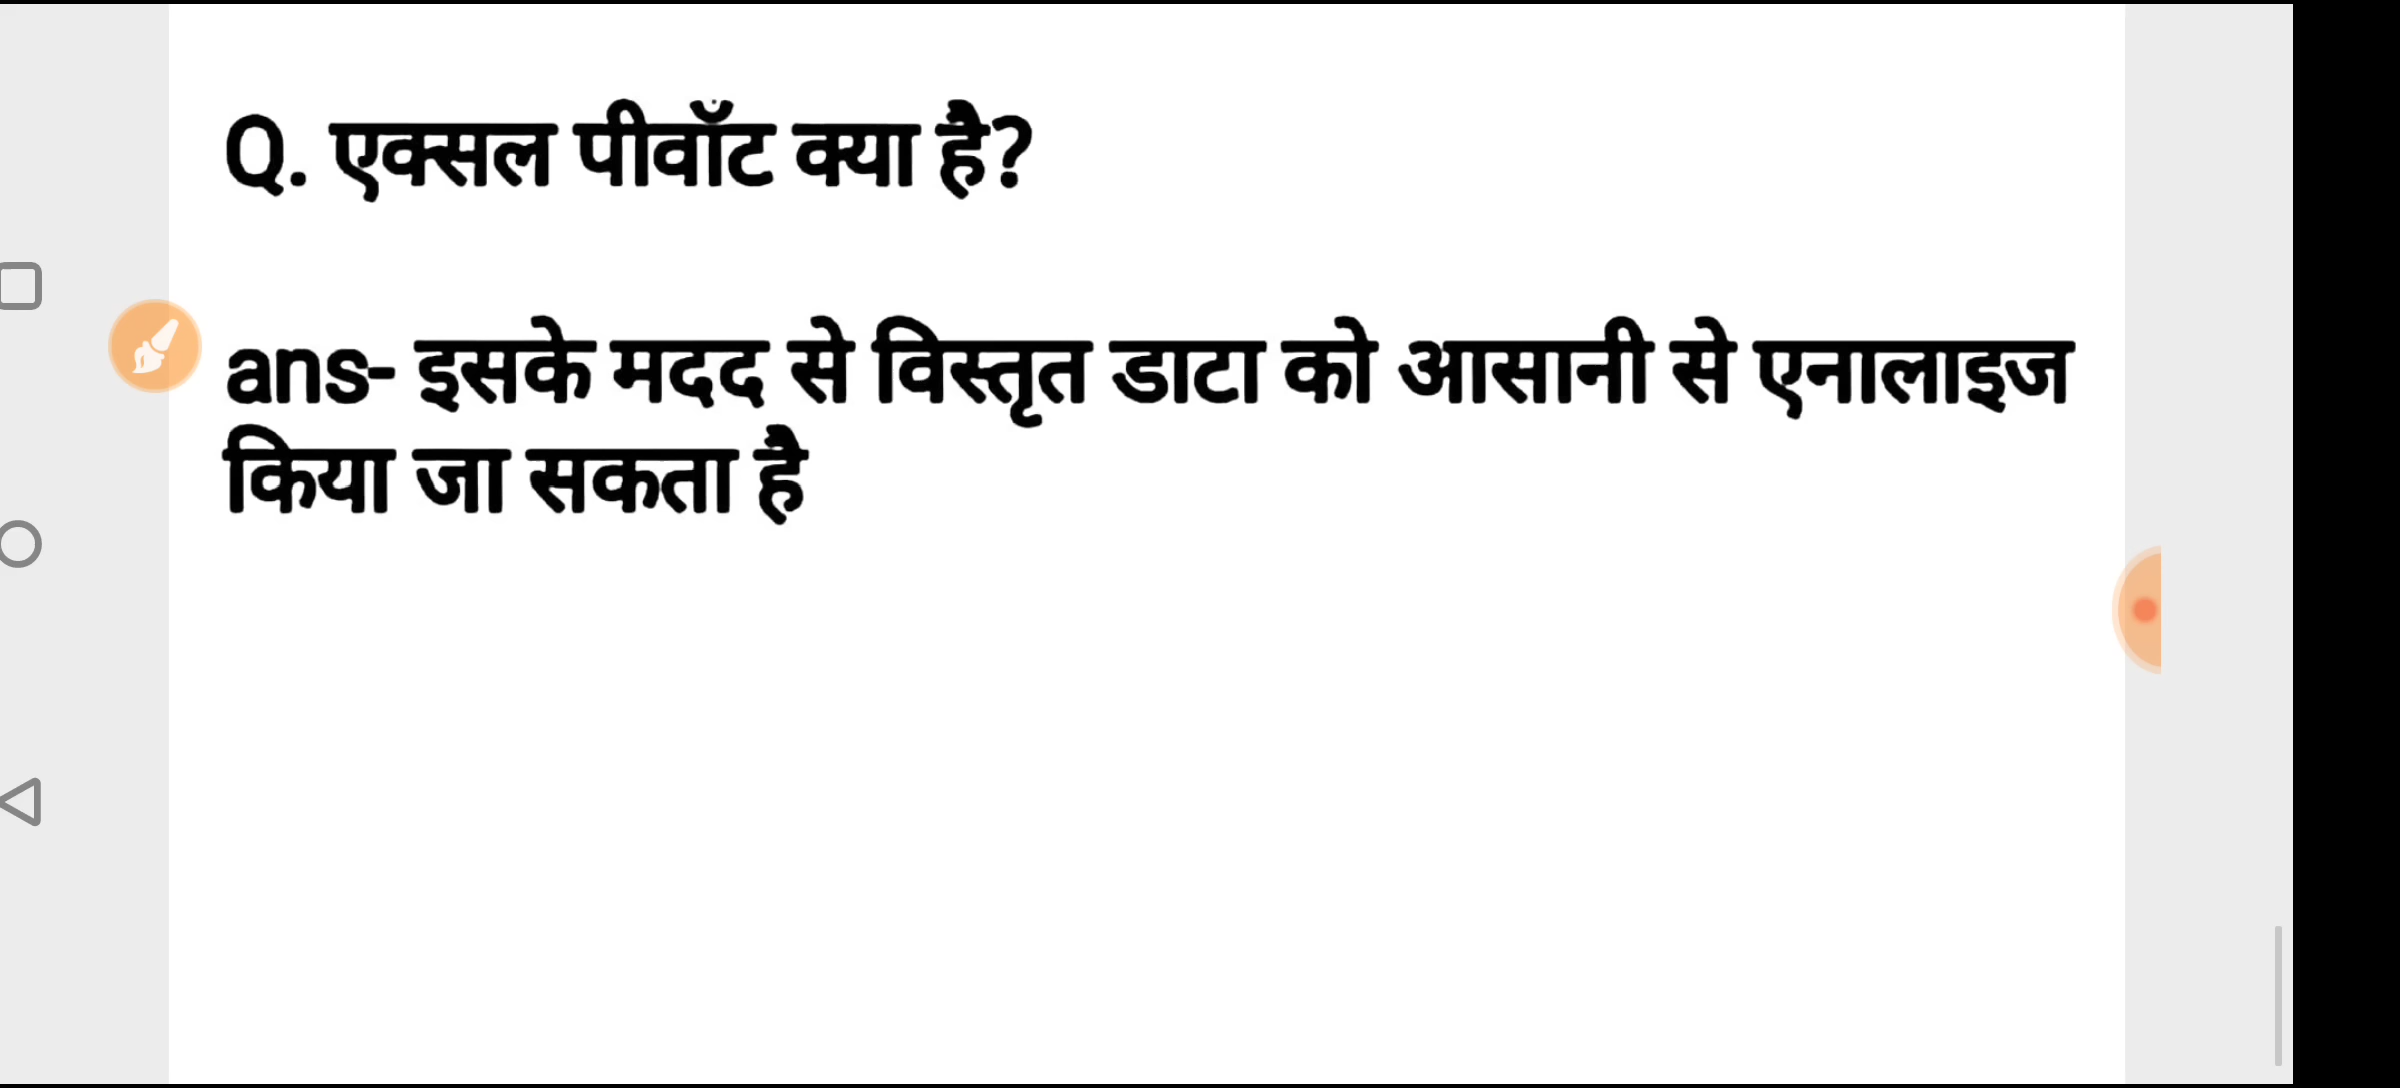 Q. एक्सल पीवाँट क्या है?
ans- इसके मदद से विस्तृत डाटा को आसानी से एनालाइज
किया जा सकता है